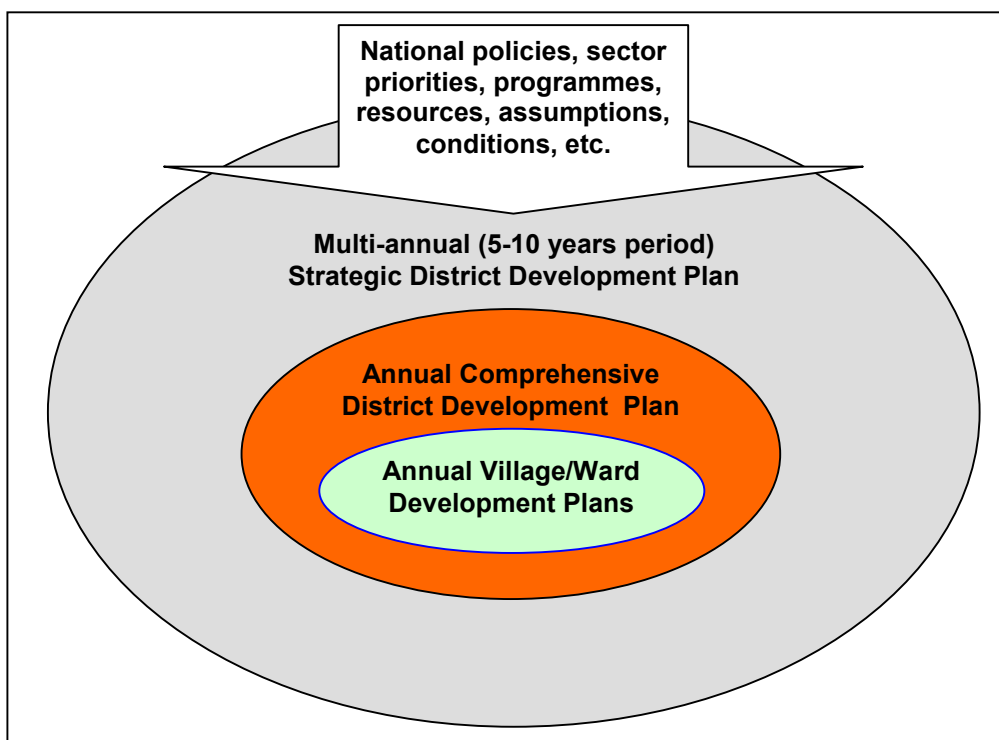 National policies, sector
priorities, programmes,
resources, assumptions,
conditions, etc.
Multi-annual (5-10 years period)
Strategic District Development Plan
Annual Comprehensive
District Development Plan
Annual Village/Ward
Development Plans